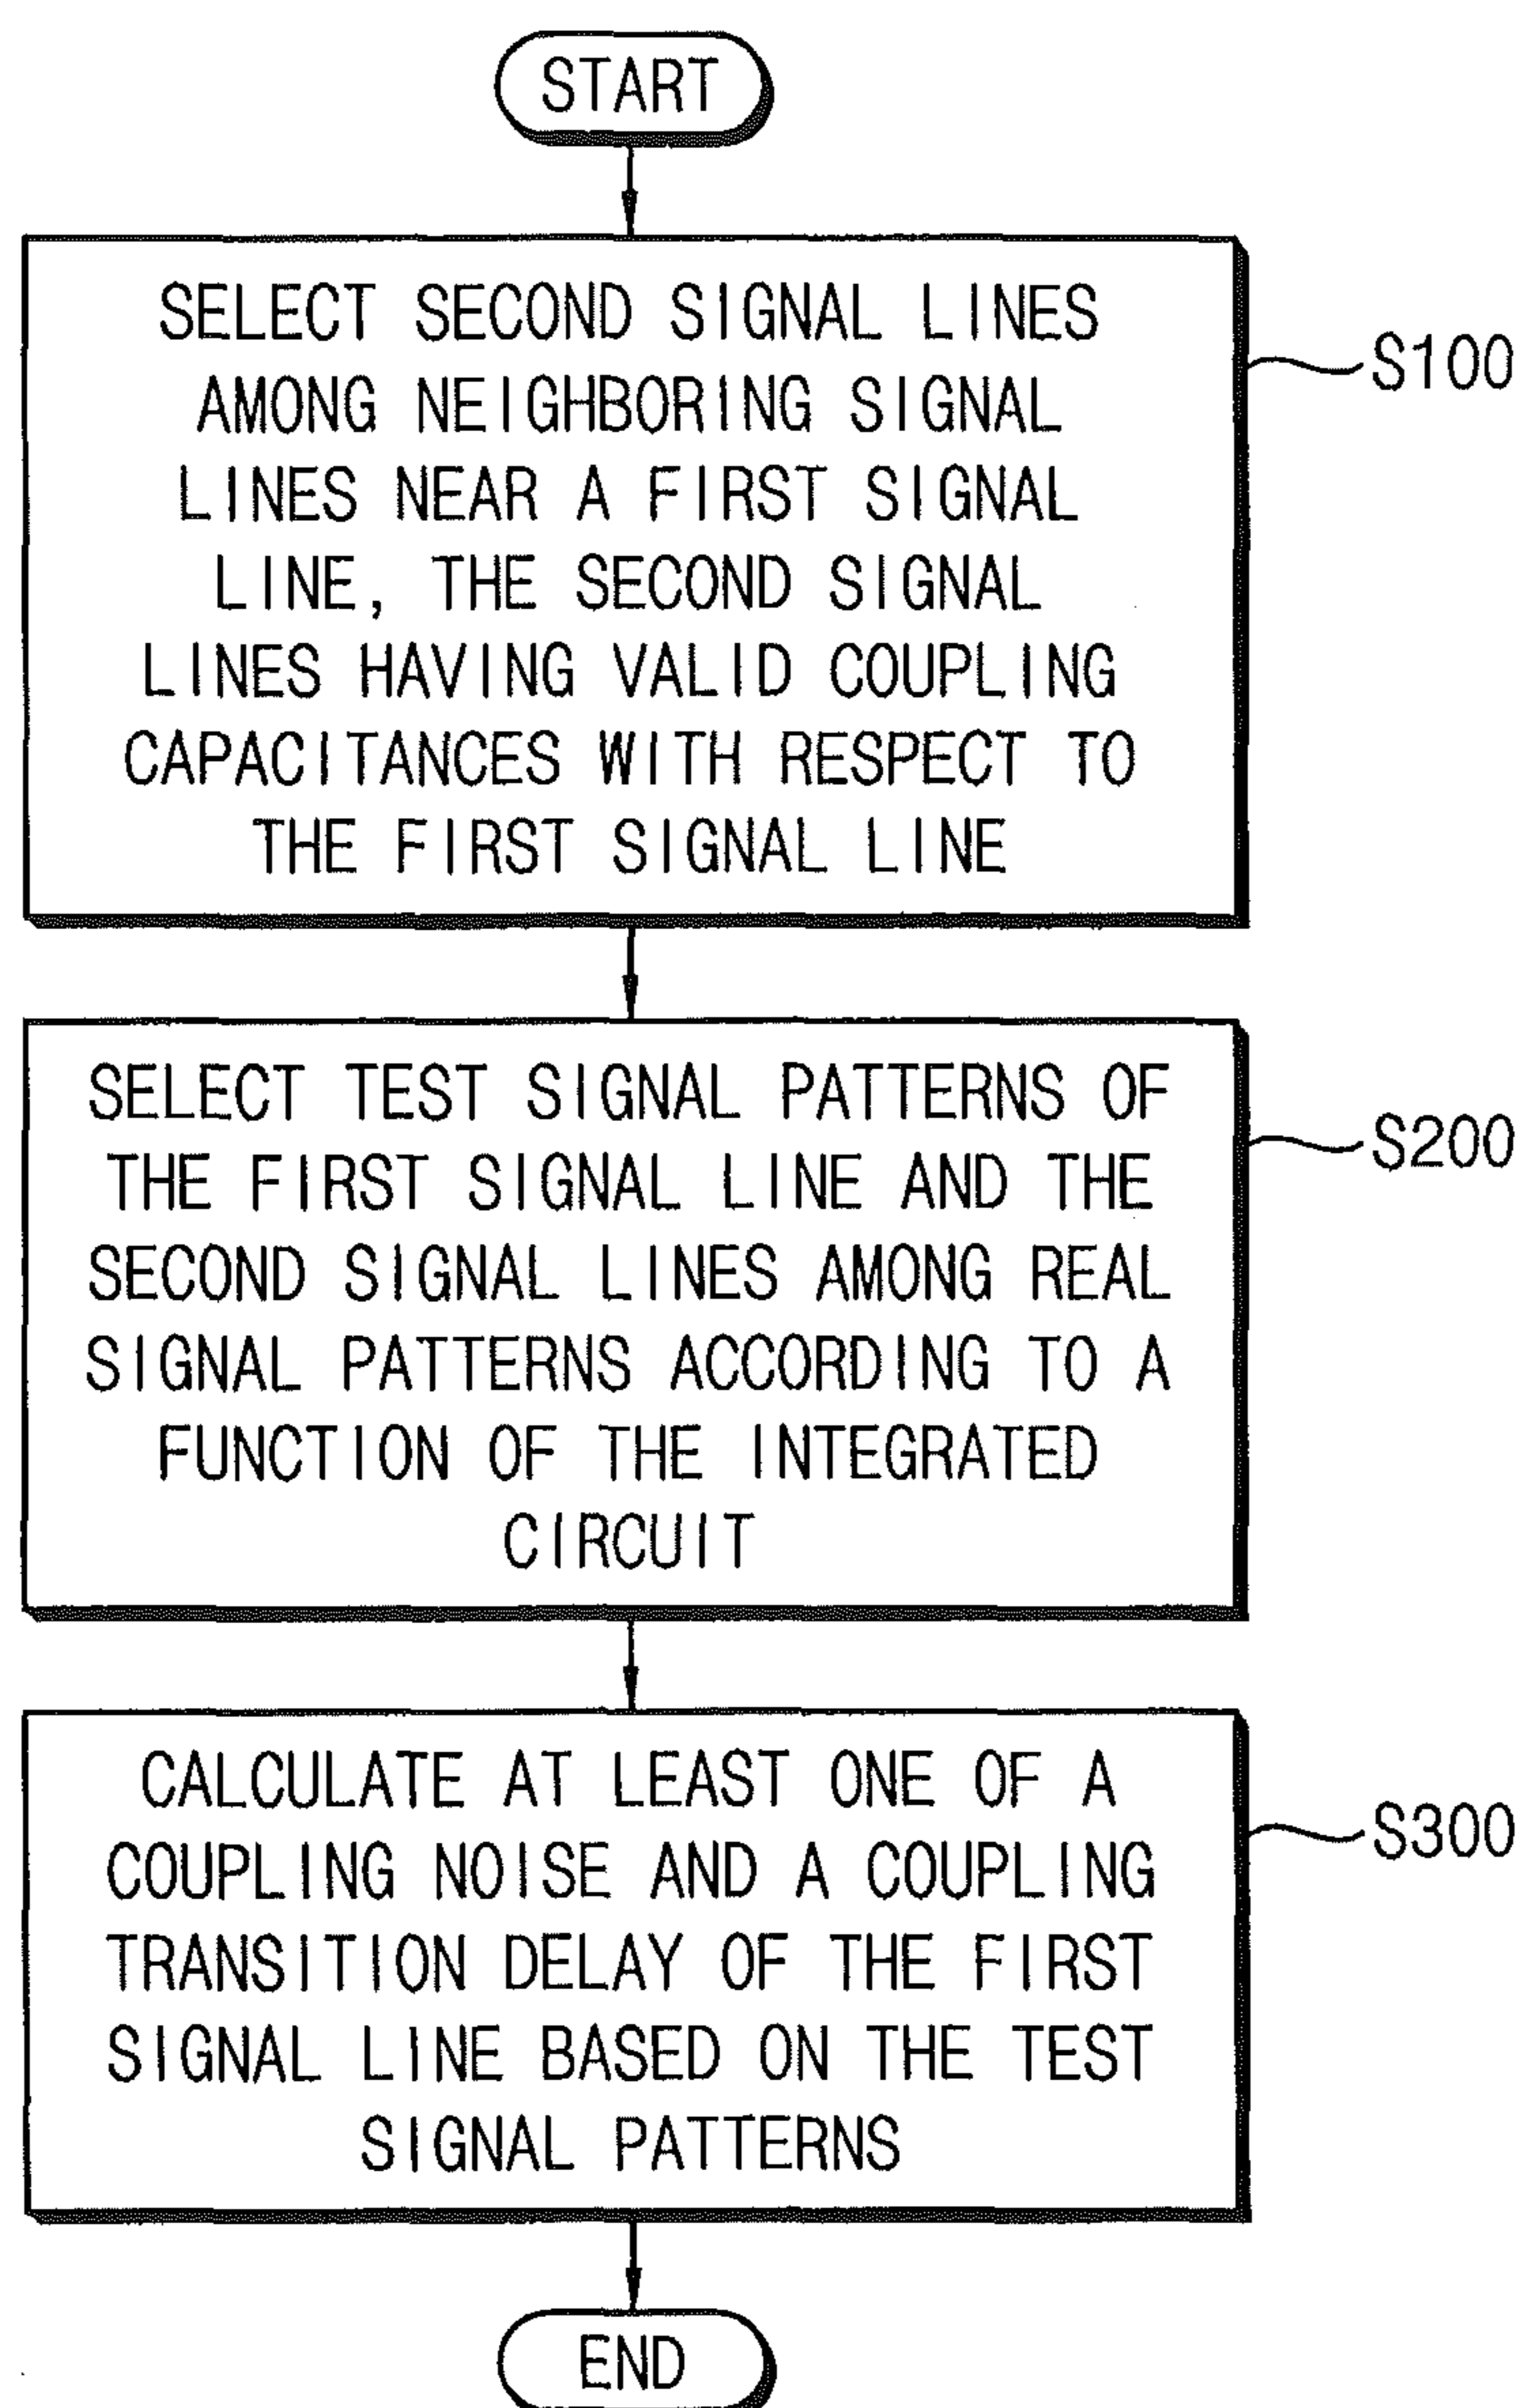 START
SELECT SECOND SIGNAL LINES
AMONG NEIGHBORING SIGNAL
LINES NEAR A FIRST SIGNAL
LINE, THE SECOND SIGNAL
LINES HAVING VALID COUPLING
CAPACITANCES WITH RESPECT TO
THE FIRST SIGNAL LINE
S100
SELECT TEST SIGNAL PATTERNS OF
THE FIRST SIGNAL LINE AND THE
SECOND SIGNAL LINES AMONG REAL
SIGNAL PATTERNS ACCORDING TO A
FUNCTION OF THE INTEGRATED
CIRCUIT
S200
CALCULATE AT LEAST ONE OF A
COUPLING NOISE AND A COUPLING
TRANSITION DELAY OF THE FIRST
SIGNAL LINE BASED ON THE TEST
SIGNAL PATTERNS
S300
END